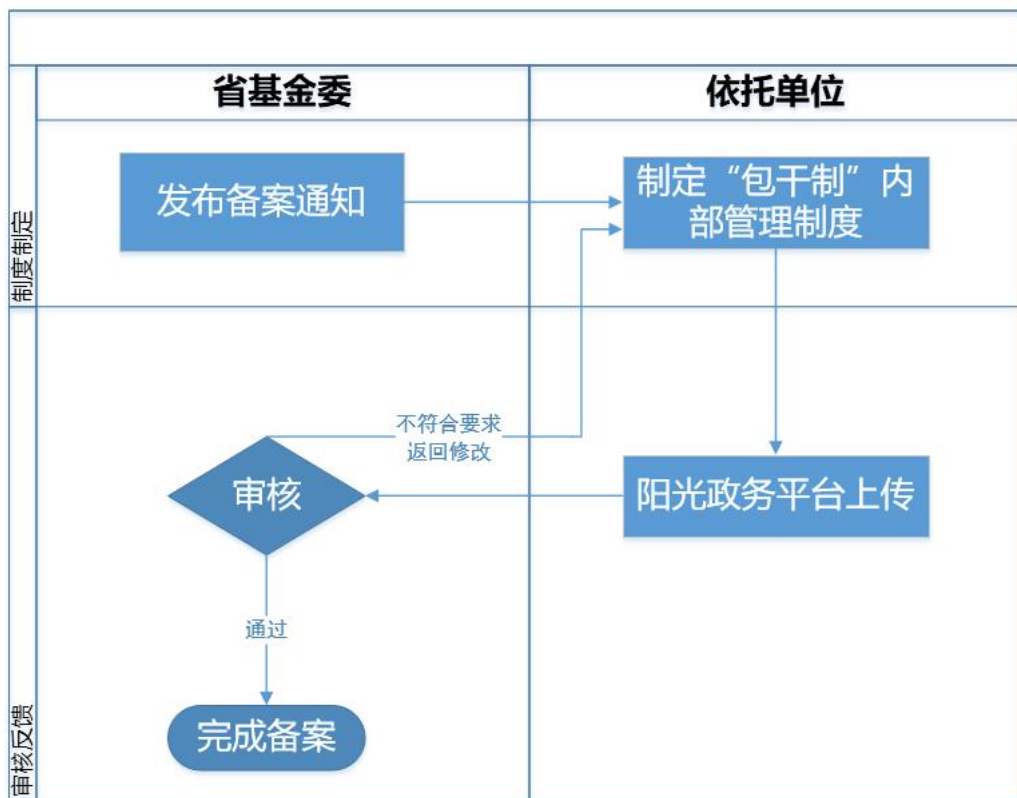 省基金委
依托单位
制度制定
发布备案通知
制定“包干制”内
部管理制度
审核反馈
不符合要求
返回修改
审核
阳光政务平台上传
通过
完成备案